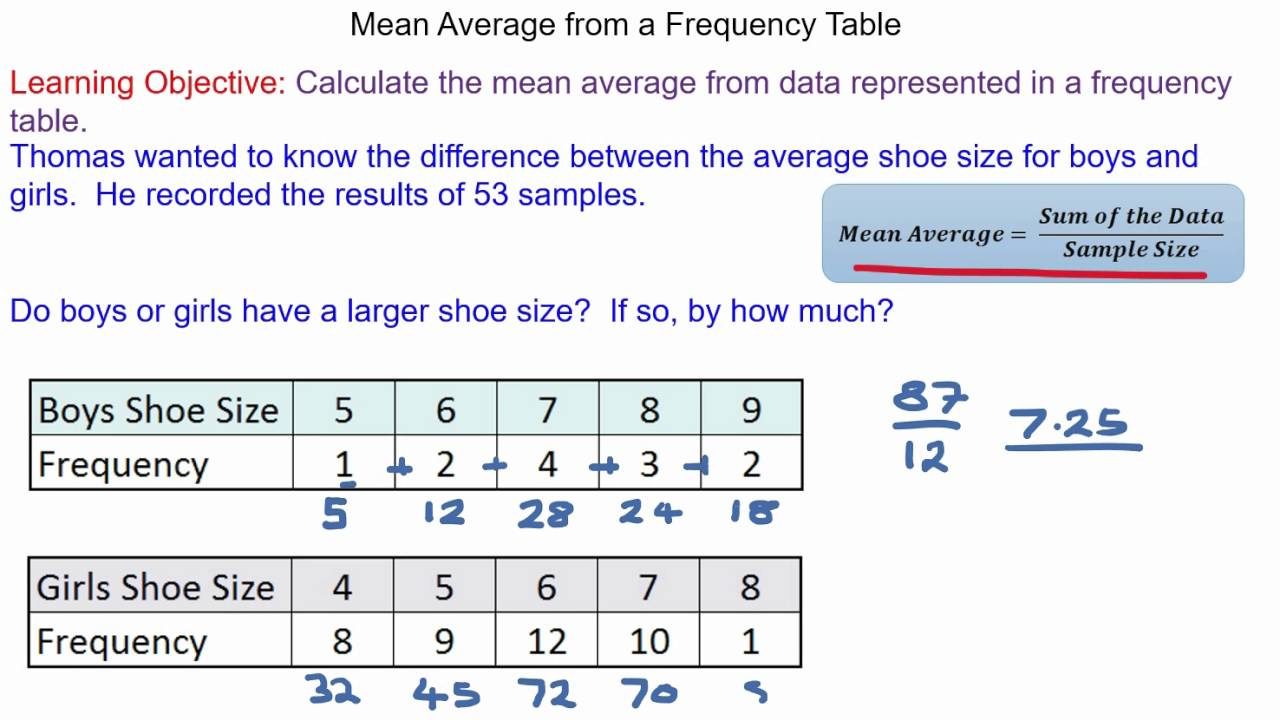 Mean Average from a Frequency Table
Learning Objective: Calculate the mean average from data represented in a frequency
table.
Thomas wanted to know the difference between the average shoe size for boys and
girls. He recorded the results of 53 samples.
Mean Average = Sum of the Data / Sample Size
Do boys or girls have a larger shoe size? If so, by how much?
Boys Shoe Size 5 6 7 8 9
Frequency 1 + 2 + 4 + 3 + 2
5 12 28 24 18
87
12
7.25
Girls Shoe Size 4 5 6 7 8
Frequency 8 9 12 10 1
32 45 72 70